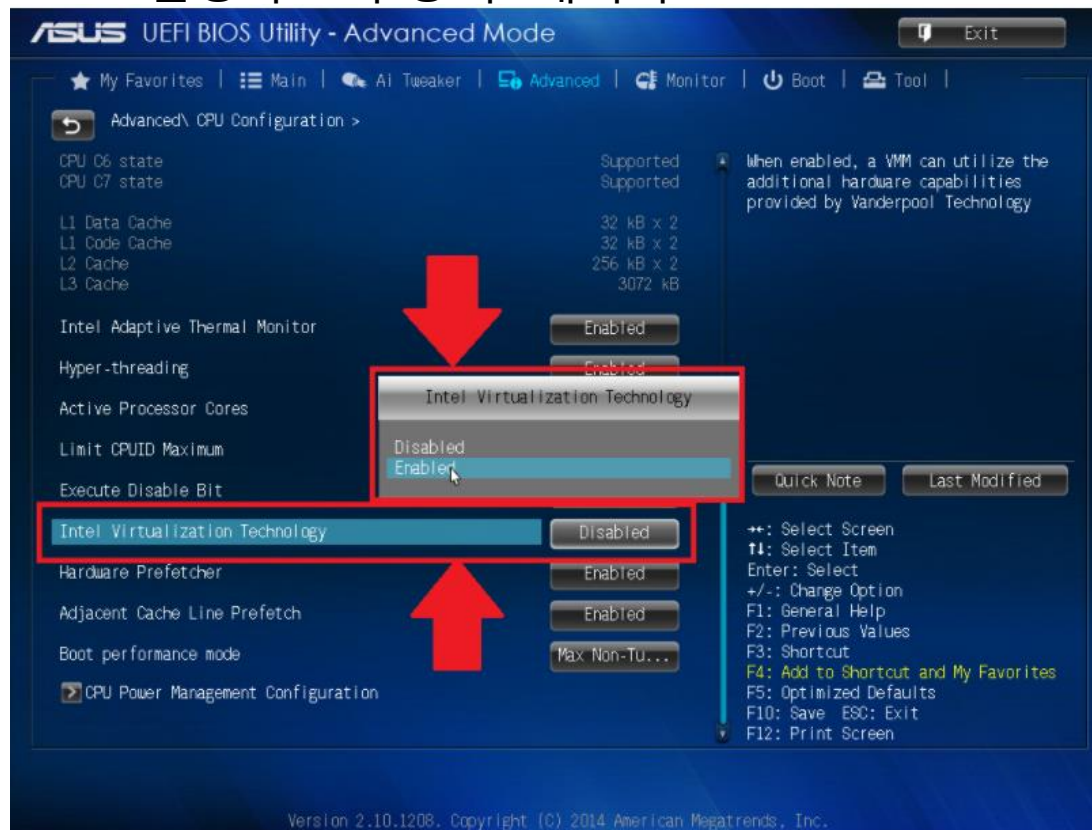 ASUS UEFI BIOS Utility - Advanced Mode
Exit
My Favorites | Main | Ai Tweaker | Advanced | Monitor | Boot | Tool |
Advanced\ CPU Configuration >
CPU C6 state Supported
CPU C7 state Supported
L1 Data Cache 32 kB x 2
L1 Code Cache 32 kB x 2
L2 Cache 256 kB x 2
L3 Cache 3072 kB
Intel Adaptive Thermal Monitor Enabled
Hyper-threading Enabled
Active Processor Cores
Limit CPUID Maximum
Execute Disable Bit
Intel Virtualization Technology
Disabled
Enabled
Intel Virtualization Technology Disabled
Hardware Prefetcher Enabled
Adjacent Cache Line Prefetch Enabled
Boot performance mode Max Non-Tu...
CPU Power Management Configuration
When enabled, a VMM can utilize the
additional hardware capabilities
provided by Vanderpool Technology
Quick Note Last Modified
→←: Select Screen
↑↓: Select Item
Enter: Select
+/-: Change Option
F1: General Help
F2: Previous Values
F3: Shortcut
F4: Add to Shortcut and My Favorites
F5: Optimized Defaults
F10: Save ESC: Exit
F12: Print Screen
Version 2.10.1208. Copyright (C) 2014 American Megatrends, Inc.